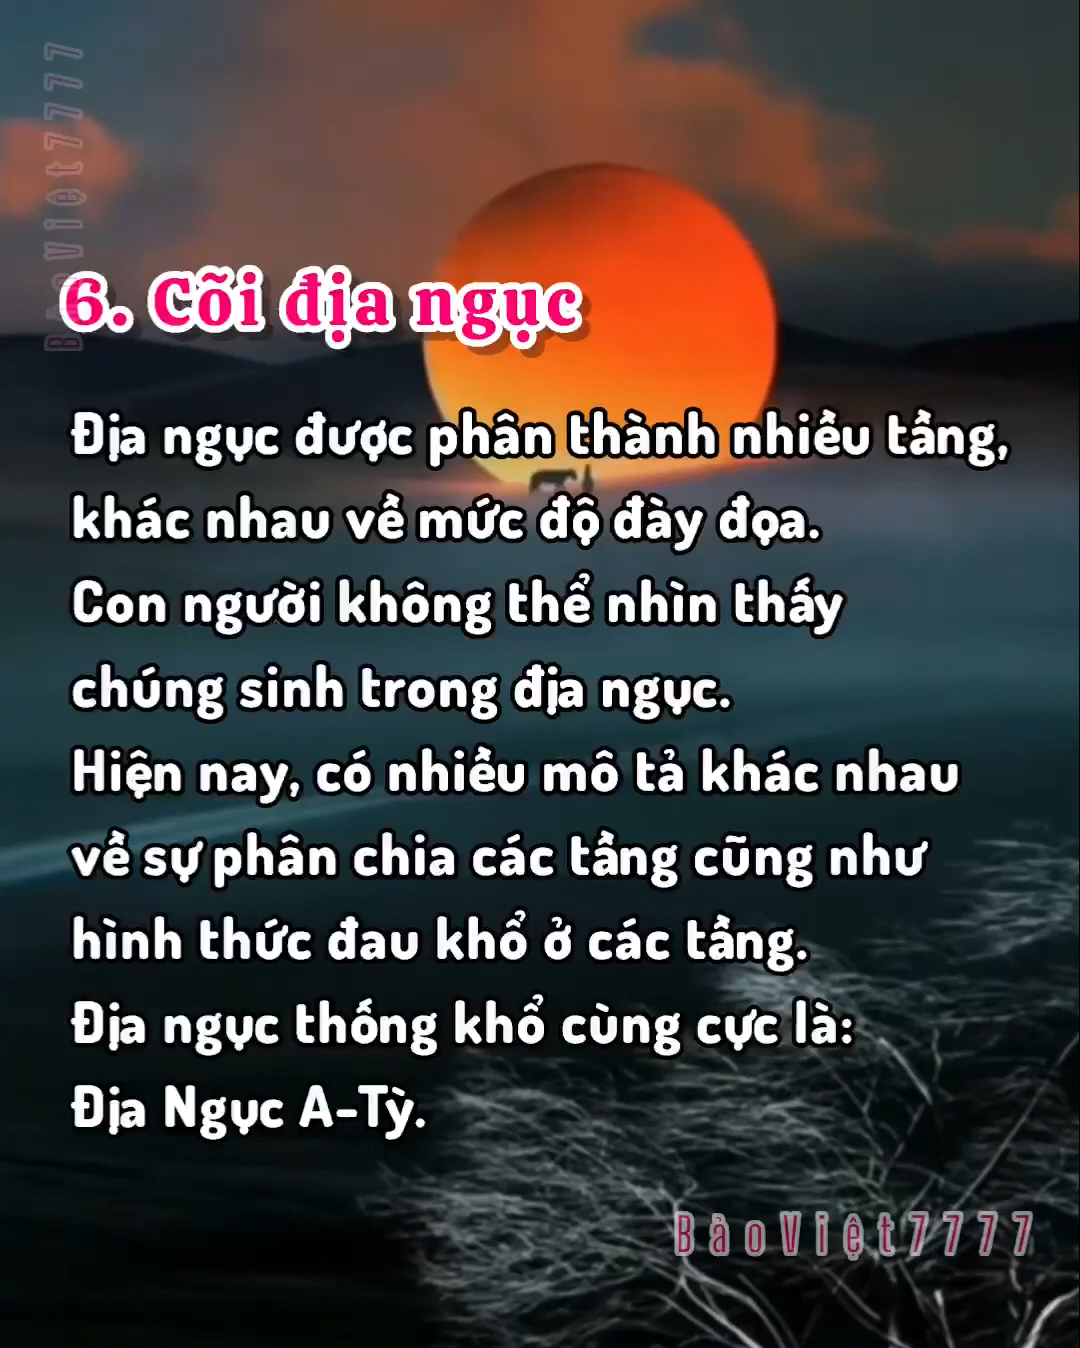 BảoViệt7777
6. Cõi địa ngục
Địa ngục được phân thành nhiều tầng,
khác nhau về mức độ đày đọa.
Con người không thể nhìn thấy
chúng sinh trong địa ngục.
Hiện nay, có nhiều mô tả khác nhau
về sự phân chia các tầng cũng như
hình thức đau khổ ở các tầng.
Địa ngục thống khổ cùng cực là:
Địa Ngục A-Tỳ.
BảoViệt7777